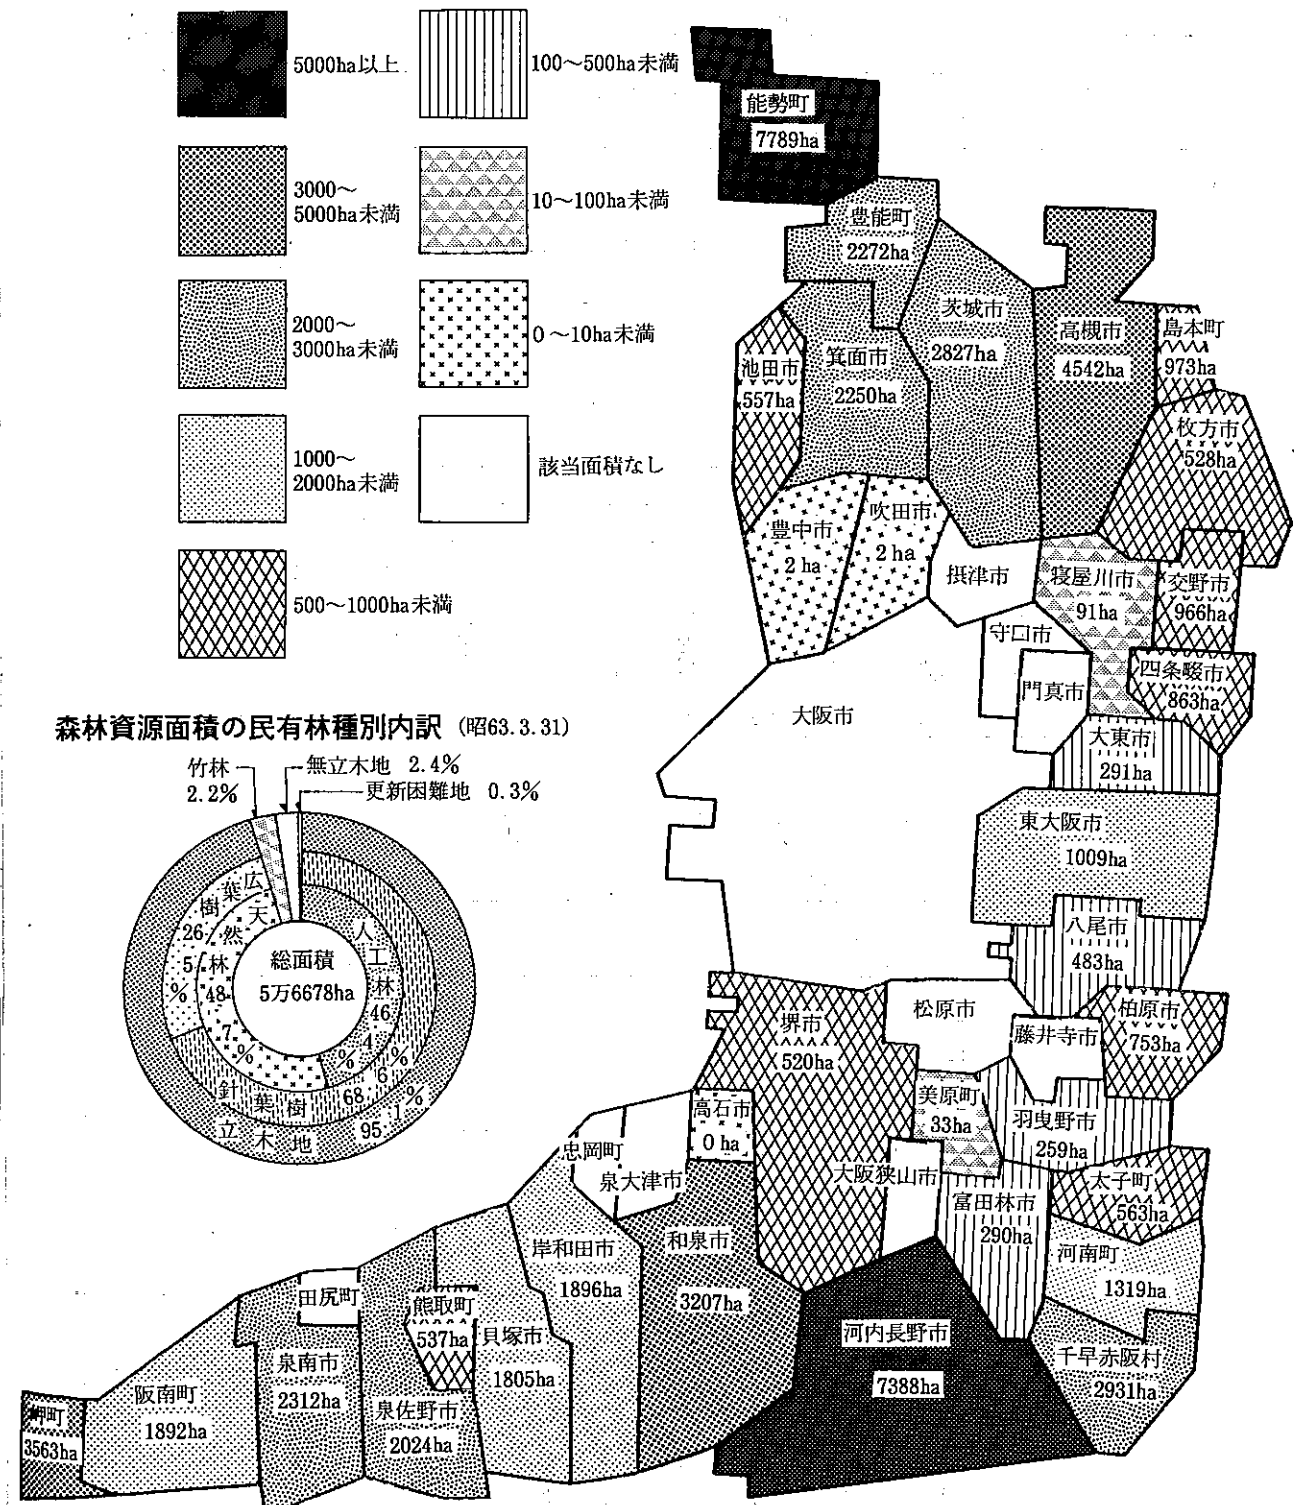 5000ha以上
100～500ha未満
3000～
5000ha未満
10～100ha未満
2000～
3000ha未満
0～10ha未満
1000～
2000ha未満
該当面積なし
500～1000ha未満
能勢町
7789ha
豊能町
2272ha
茨城市
2827ha
高槻市
4542ha
島本町
973ha
池田市
557ha
箕面市
2250ha
枚方市
528ha
豊中市
2ha
吹田市
2ha
摂津市
寝屋川市
91ha
交野市
966ha
守口市
門真市
四条畷市
863ha
大阪市
大東市
291ha
東大阪市
1009ha
八尾市
483ha
堺市
520ha
松原市
藤井寺市
柏原市
753ha
美原町
33ha
羽曳野市
259ha
高石市
0ha
忠岡町
泉大津市
大阪狭山市
富田林市
290ha
太子町
563ha
河南町
1319ha
千早赤阪村
2931ha
河内長野市
7388ha
和泉市
3207ha
岸和田市
1896ha
貝塚市
1805ha
熊取町
537ha
田尻町
泉佐野市
2024ha
泉南市
2312ha
阪南町
1892ha
岬町
3563ha
森林資源面積の民有林種別内訳 (昭63.3.31)
竹林
2.2%
無立木地 2.4%
更新困難地 0.3%
総面積
5万6678ha
人工林46.4%
天然林48.7%
針葉樹68.6%
広葉樹26.5%
立木地95.1%